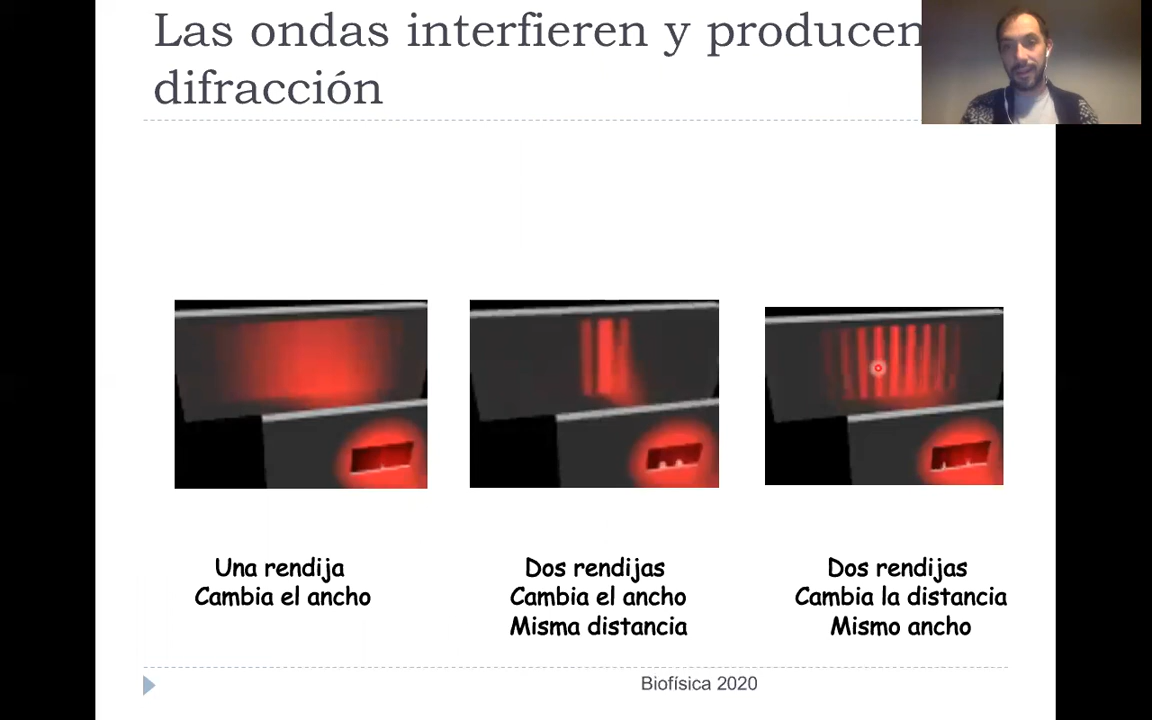 Las ondas interfieren y producen
difracción
Una rendija
Cambia el ancho
Dos rendijas
Cambia el ancho
Misma distancia
Dos rendijas
Cambia la distancia
Mismo ancho
Biofísica 2020